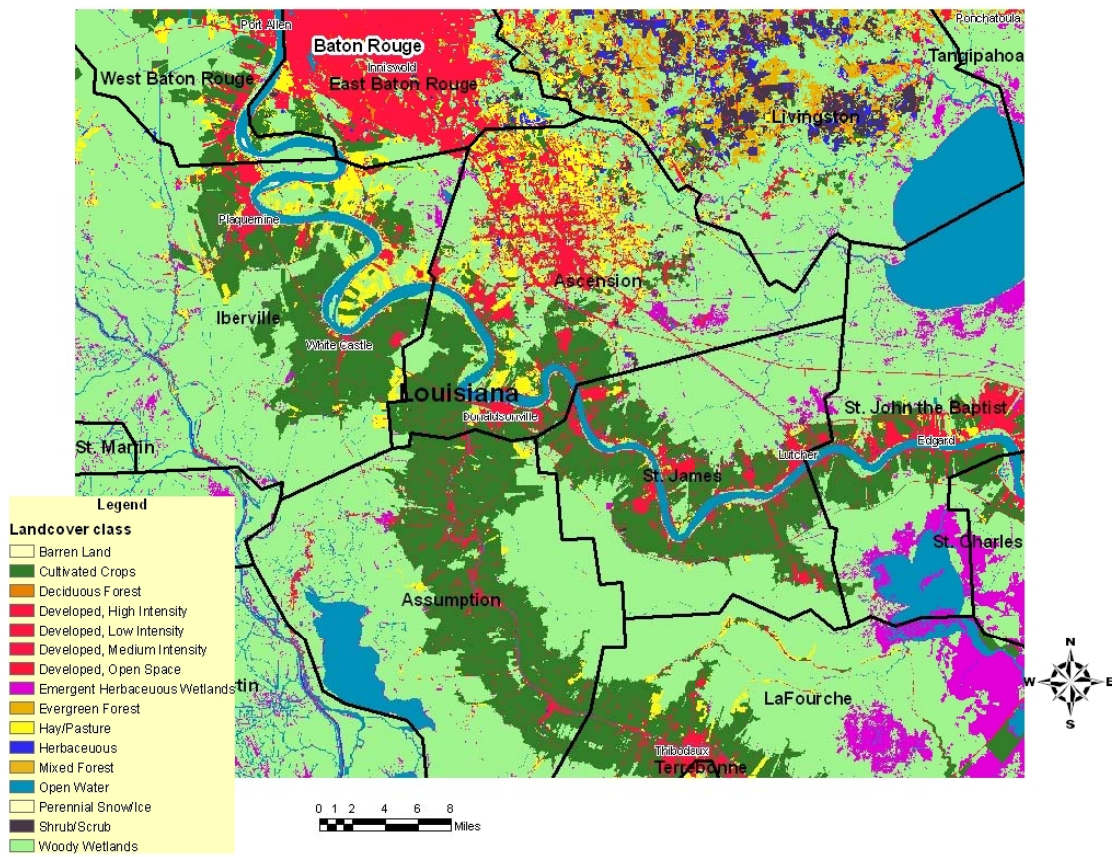 Port Allen
Ponchatoula
Baton Rouge
Tangipahoa
Inniswold
West Baton Rouge
East Baton Rouge
Livingston
Plaquemine
Ascension
Iberville
White Castle
Louisiana
Donaldsonville
St. John the Baptist
Edgard
St. Martin
Lutcher
St. James
St. Charles
Assumption
LaFourche
Thibodaux
Terrebonne
tin
Legend
Landcover class
Barren Land
Cultivated Crops
Deciduous Forest
Developed, High Intensity
Developed, Low Intensity
Developed, Medium Intensity
Developed, Open Space
Emergent Herbaceuous Wetlands
Evergreen Forest
Hay/Pasture
Herbaceuous
Mixed Forest
Open Water
Perennial Snow/Ice
Shrub/Scrub
Woody Wetlands
N
W E
S
0 1 2 4 6 8
Miles